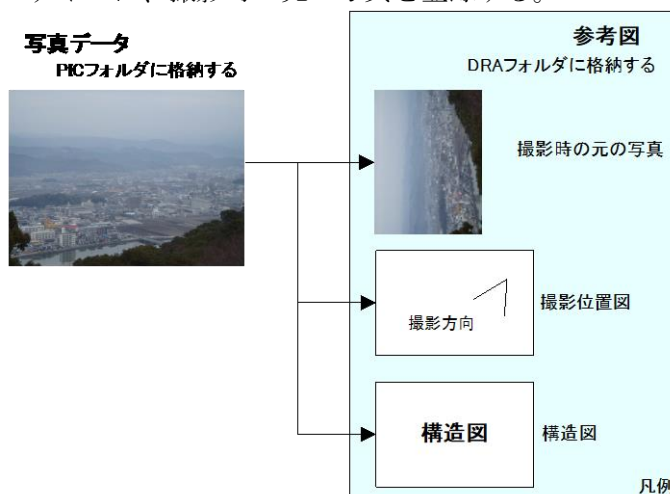 写真データ
PICフォルダに格納する
参考図
DRAフォルダに格納する
撮影時の元の写真
撮影方向
撮影位置図
構造図
構造図
凡例